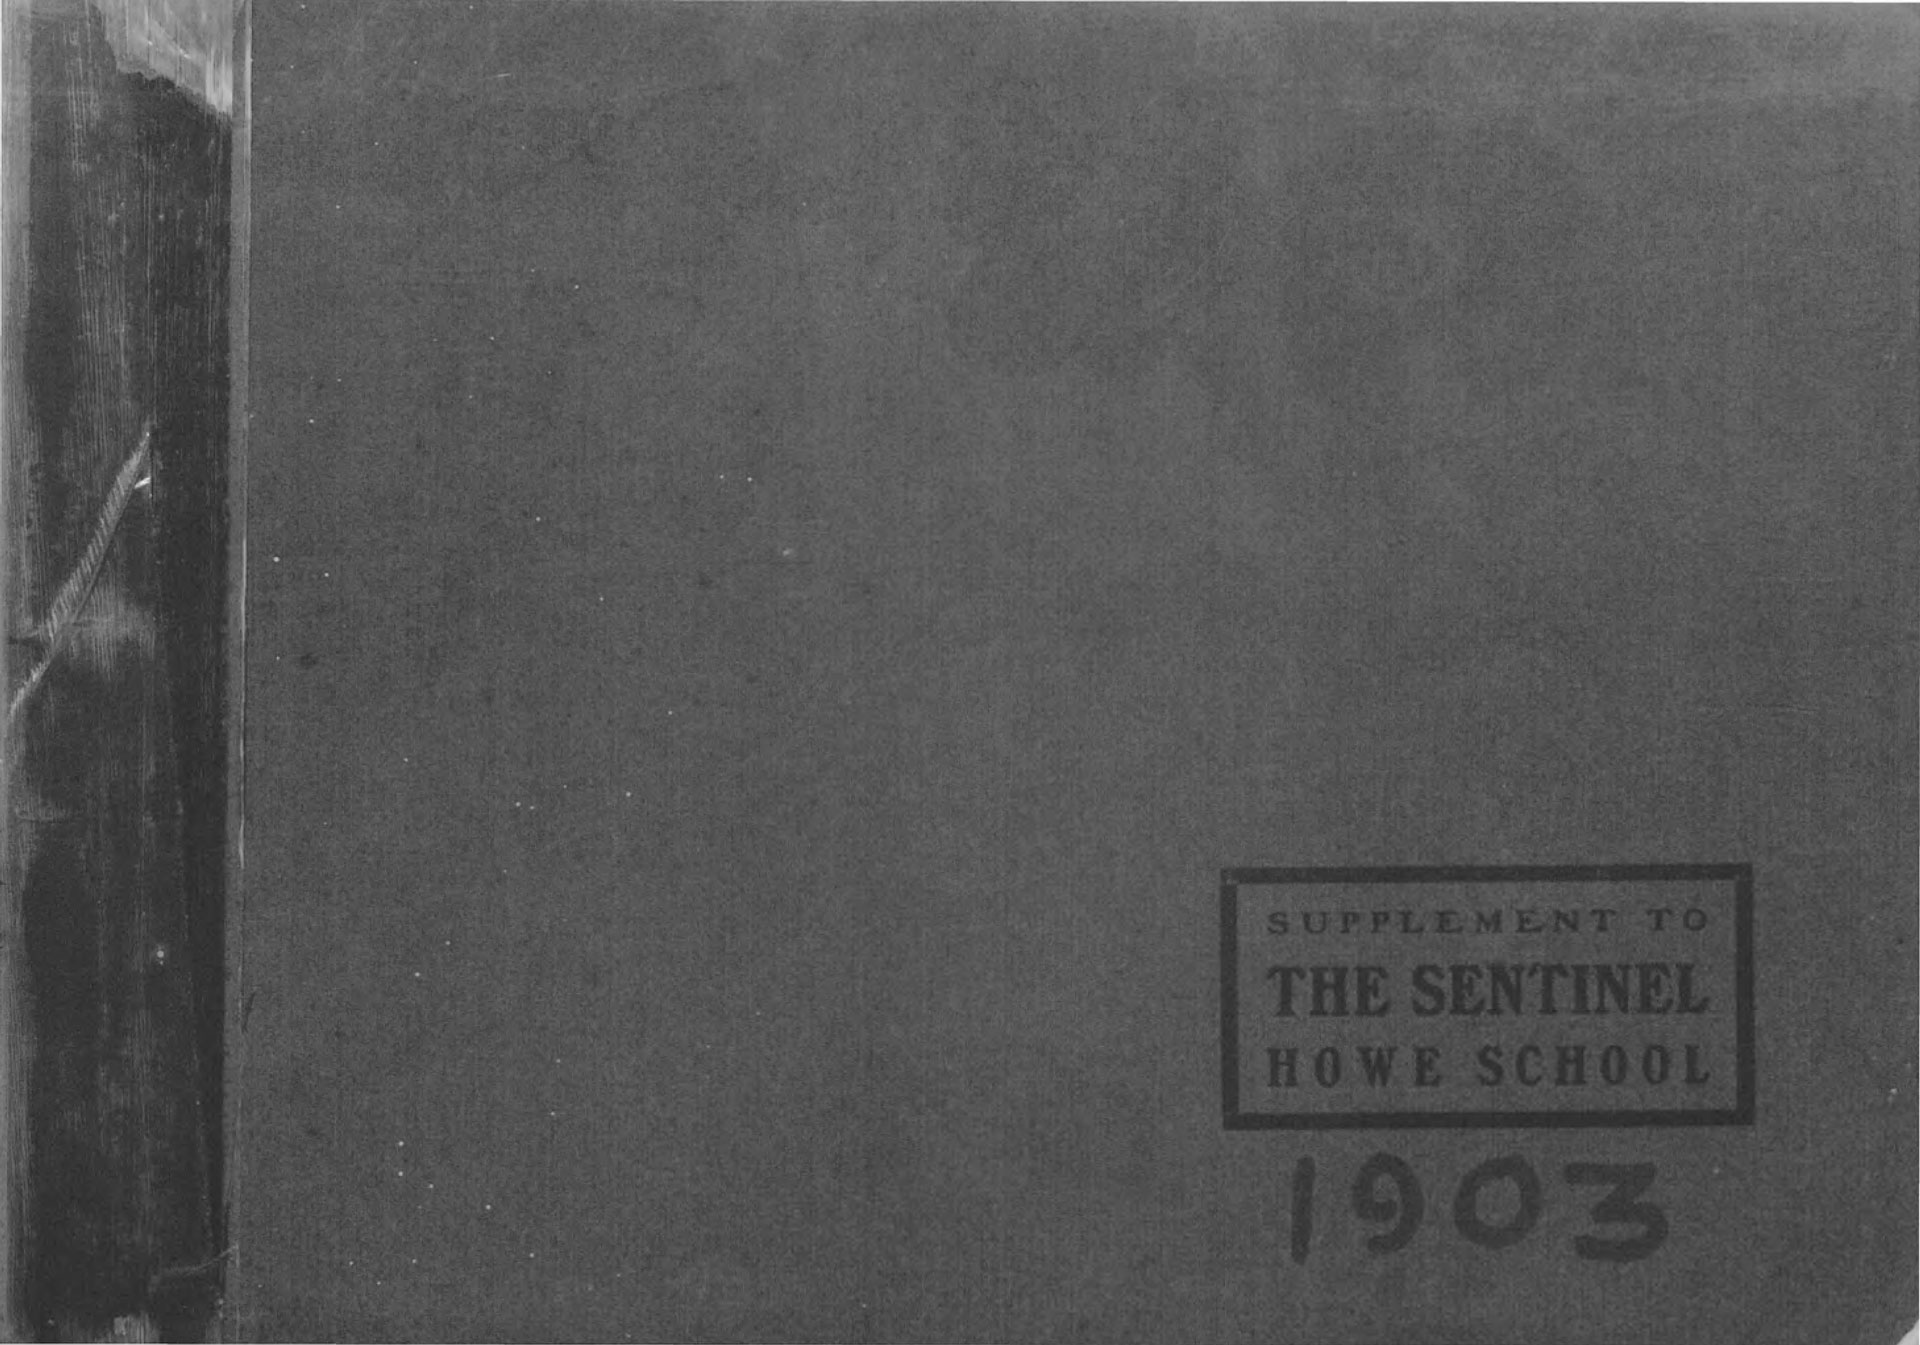 SUPPLEMENT TO
THE SENTINEL
HOWE SCHOOL
1903